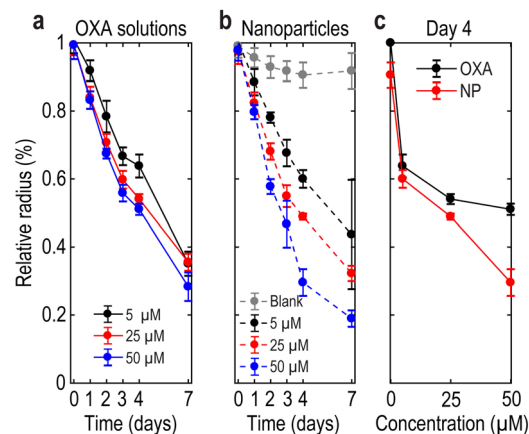 a OXA solutions
b Nanoparticles
c Day 4
Relative radius (%)
1
0.8
0.6
0.4
0.2
0
5 μM
25 μM
50 μM
0 1 2 3 4 7
Time (days)
Blank
5 μM
25 μM
50 μM
0 1 2 3 4 7
Time (days)
OXA
NP
0 25 50
Concentration (μM)